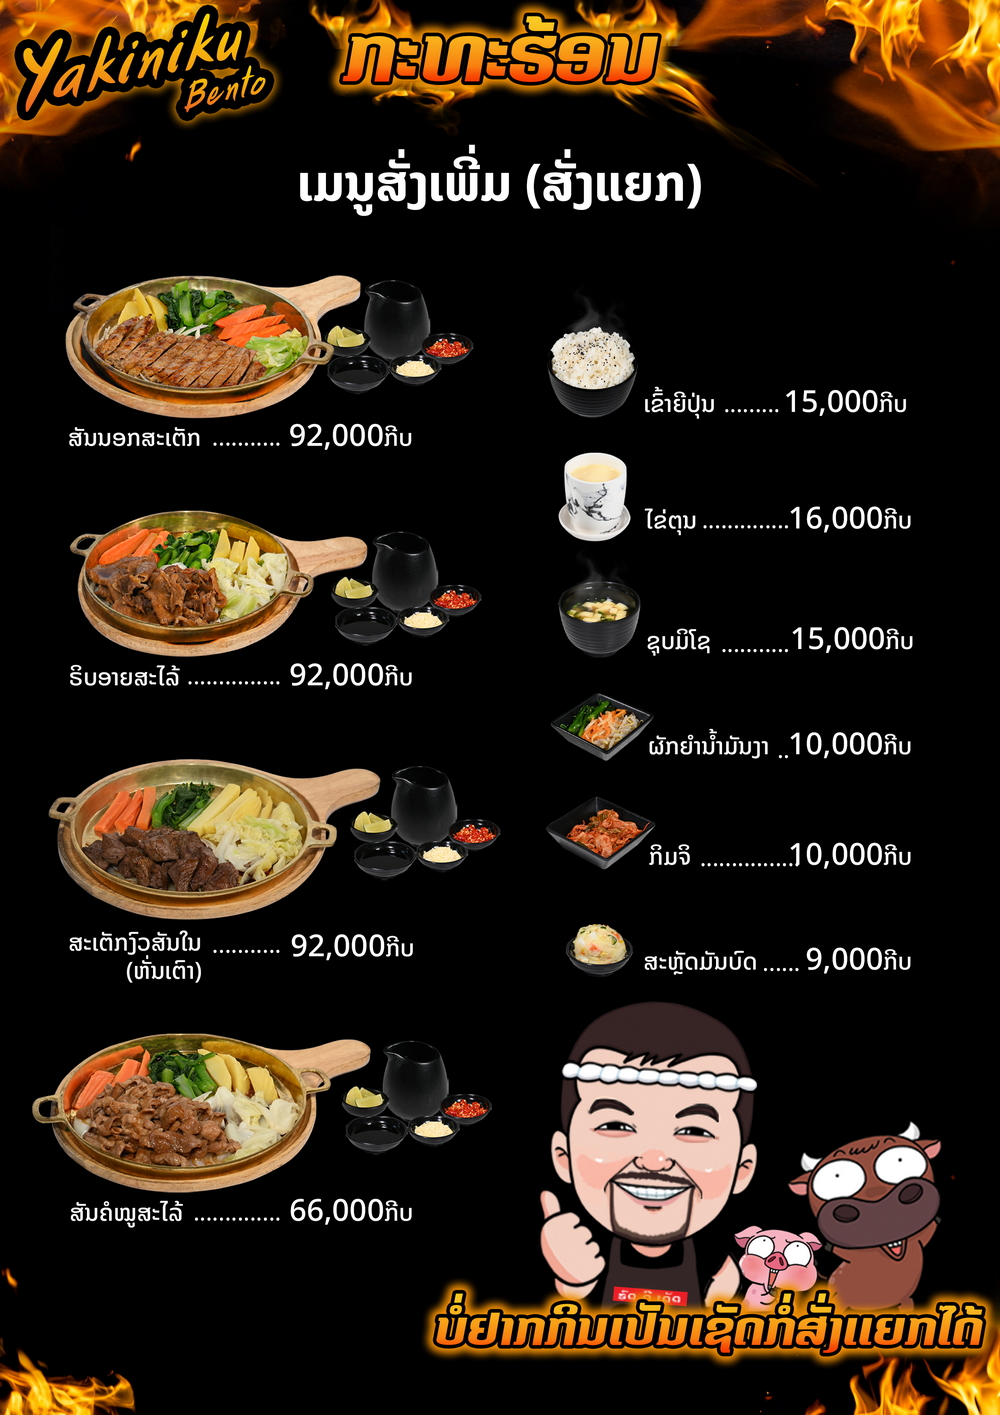 Yakiniku
Bento
ກະທະຮ້ອນ
ເມນູສັ່ງເພີ່ມ (ສັ່ງແຍກ)
ສັນນອກສະເຕັກ ........... 92,000ກີບ
ຣິບອາຍສະໄລ້ ............... 92,000ກີບ
ສະເຕັກງົວສັນໃນ ........... 92,000ກີບ
(ຫັ່ນເຕົາ)
ສັນຄໍໝູສະໄລ້ .............. 66,000ກີບ
ເຂົ້າຍີປຸ່ນ ......... 15,000ກີບ
ໄຂ່ຕຸນ ..............16,000ກີບ
ຊຸບມິໂຊ ...........15,000ກີບ
ຜັກຍຳນ້ຳມັນງາ ..10,000ກີບ
ກິມຈິ ...............10,000ກີບ
ສະຫຼັດມັນບົດ ...... 9,000ກີບ
ບໍ່ຢາກກິນເປັນເຊັດກໍ່ສັ່ງແຍກໄດ້